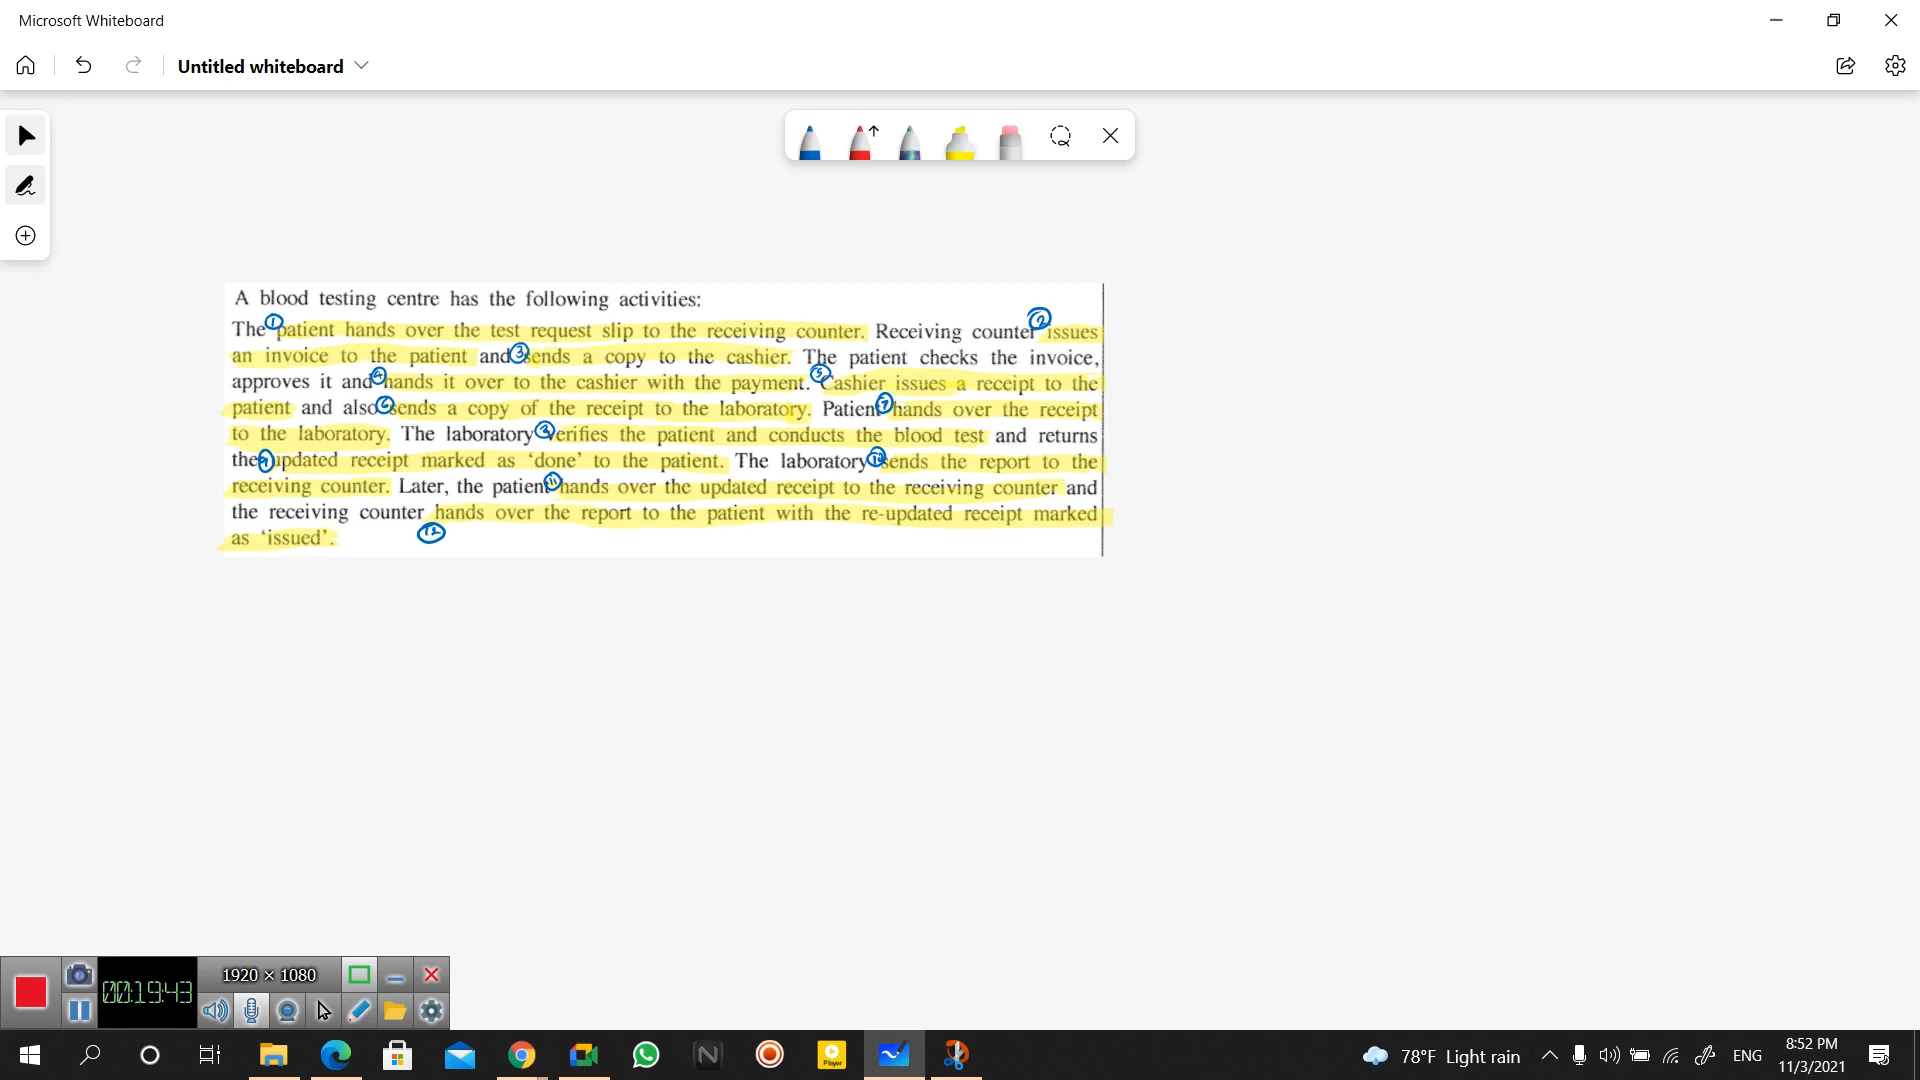 Microsoft Whiteboard
Untitled whiteboard
A blood testing centre has the following activities:
The ① patient hands over the test request slip to the receiving counter. Receiving counter ② issues
an invoice to the patient and ③ sends a copy to the cashier. The patient checks the invoice,
approves it and ④ hands it over to the cashier with the payment. ⑤ Cashier issues a receipt to the
patient and also ⑥ sends a copy of the receipt to the laboratory. Patient ⑦ hands over the receipt
to the laboratory. The laboratory ⑧ verifies the patient and conducts the blood test and returns
the ⑨ updated receipt marked as ‘done’ to the patient. The laboratory ⑩ sends the report to the
receiving counter. Later, the patient ⑪ hands over the updated receipt to the receiving counter and
the receiving counter hands over the report to the patient with the re-updated receipt marked
as ‘issued’. ⑫
00:19:43
1920 × 1080
Player
78°F Light rain
ENG
8:52 PM
11/3/2021